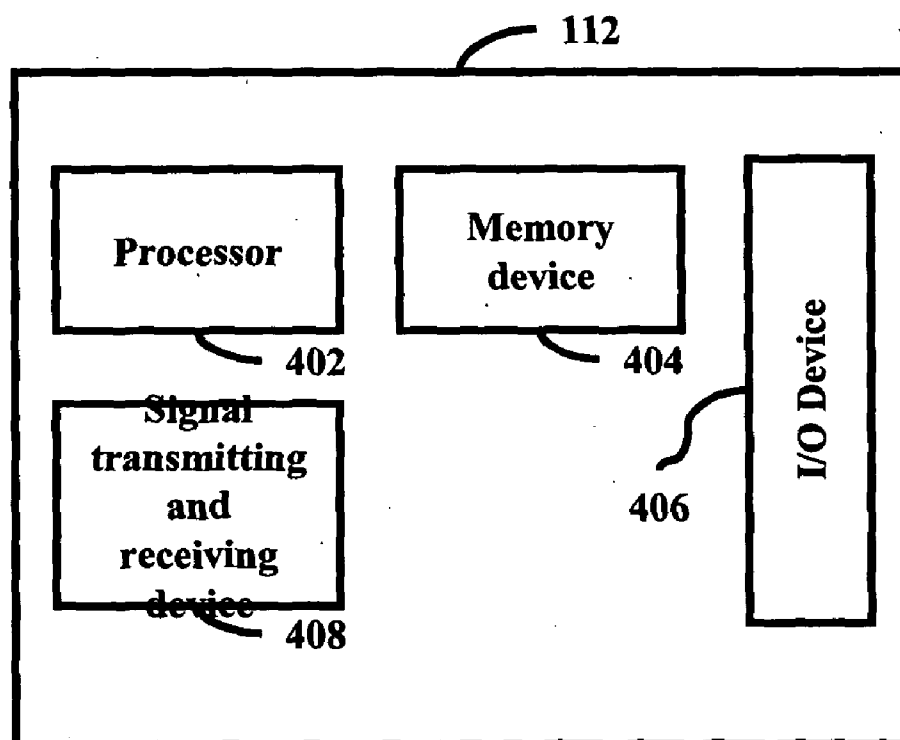 112
Processor
402
Memory
device
404
I/O Device
406
Signal
transmitting
and
receiving
device
408